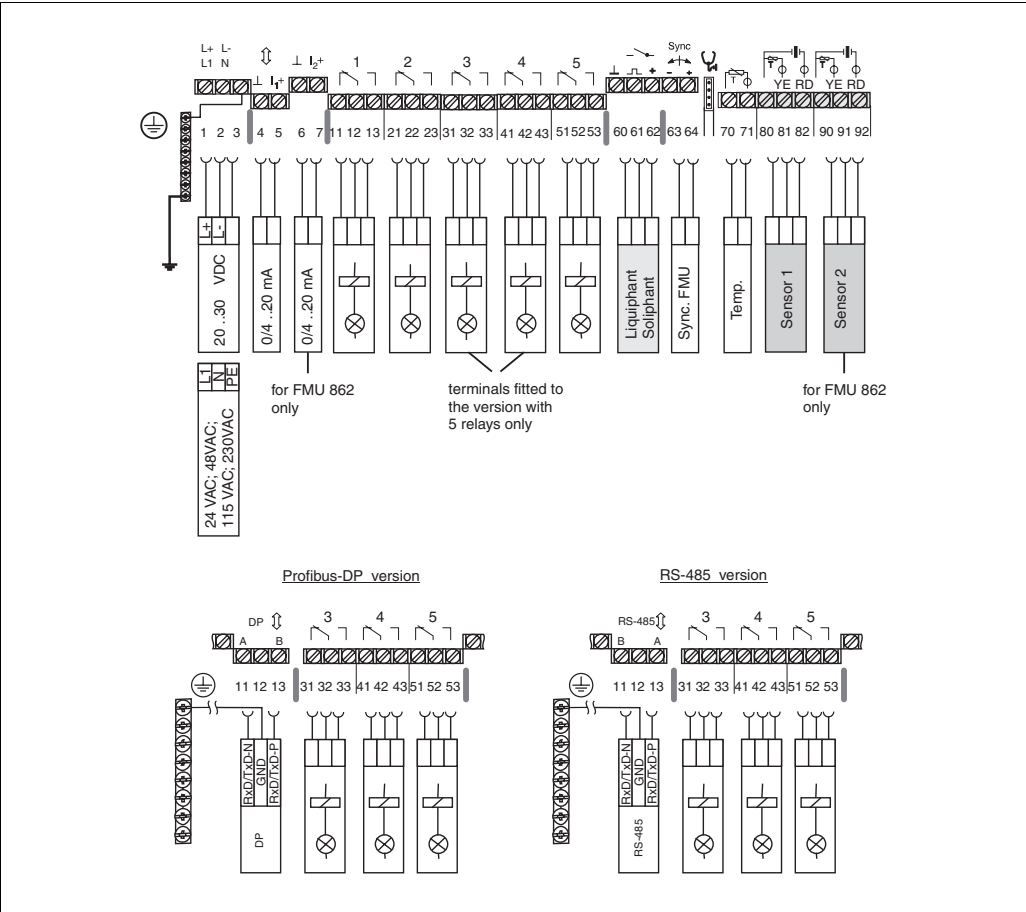 L+ L-
L1 N
⊥ I1+
⊥ I2+
1 2 3 4 5
⊥ +
Sync
- +
T
T
YE RD
T
YE RD
1 2 3 4 5 6 7 11 12 13 21 22 23 31 32 33 41 42 43 51 52 53 60 61 62 63 64 70 71 80 81 82 90 91 92
L+
L-
20 ..30 VDC
0/4 ..20 mA
0/4 ..20 mA
Liquiphant
Soliphant
Sync. FMU
Temp.
Sensor 1
Sensor 2
L1
N
PE
24 VAC; 48VAC;
115 VAC; 230VAC
for FMU 862
only
terminals fitted to
the version with
5 relays only
for FMU 862
only
Profibus-DP version
DP
A B
3 4 5
11 12 13 31 32 33 41 42 43 51 52 53
RxD/TxD-N
GND
RxD/TxD-P
DP
RS-485 version
RS-485
B A
3 4 5
11 12 13 31 32 33 41 42 43 51 52 53
RxD/TxD-N
GND
RxD/TxD-P
RS-485